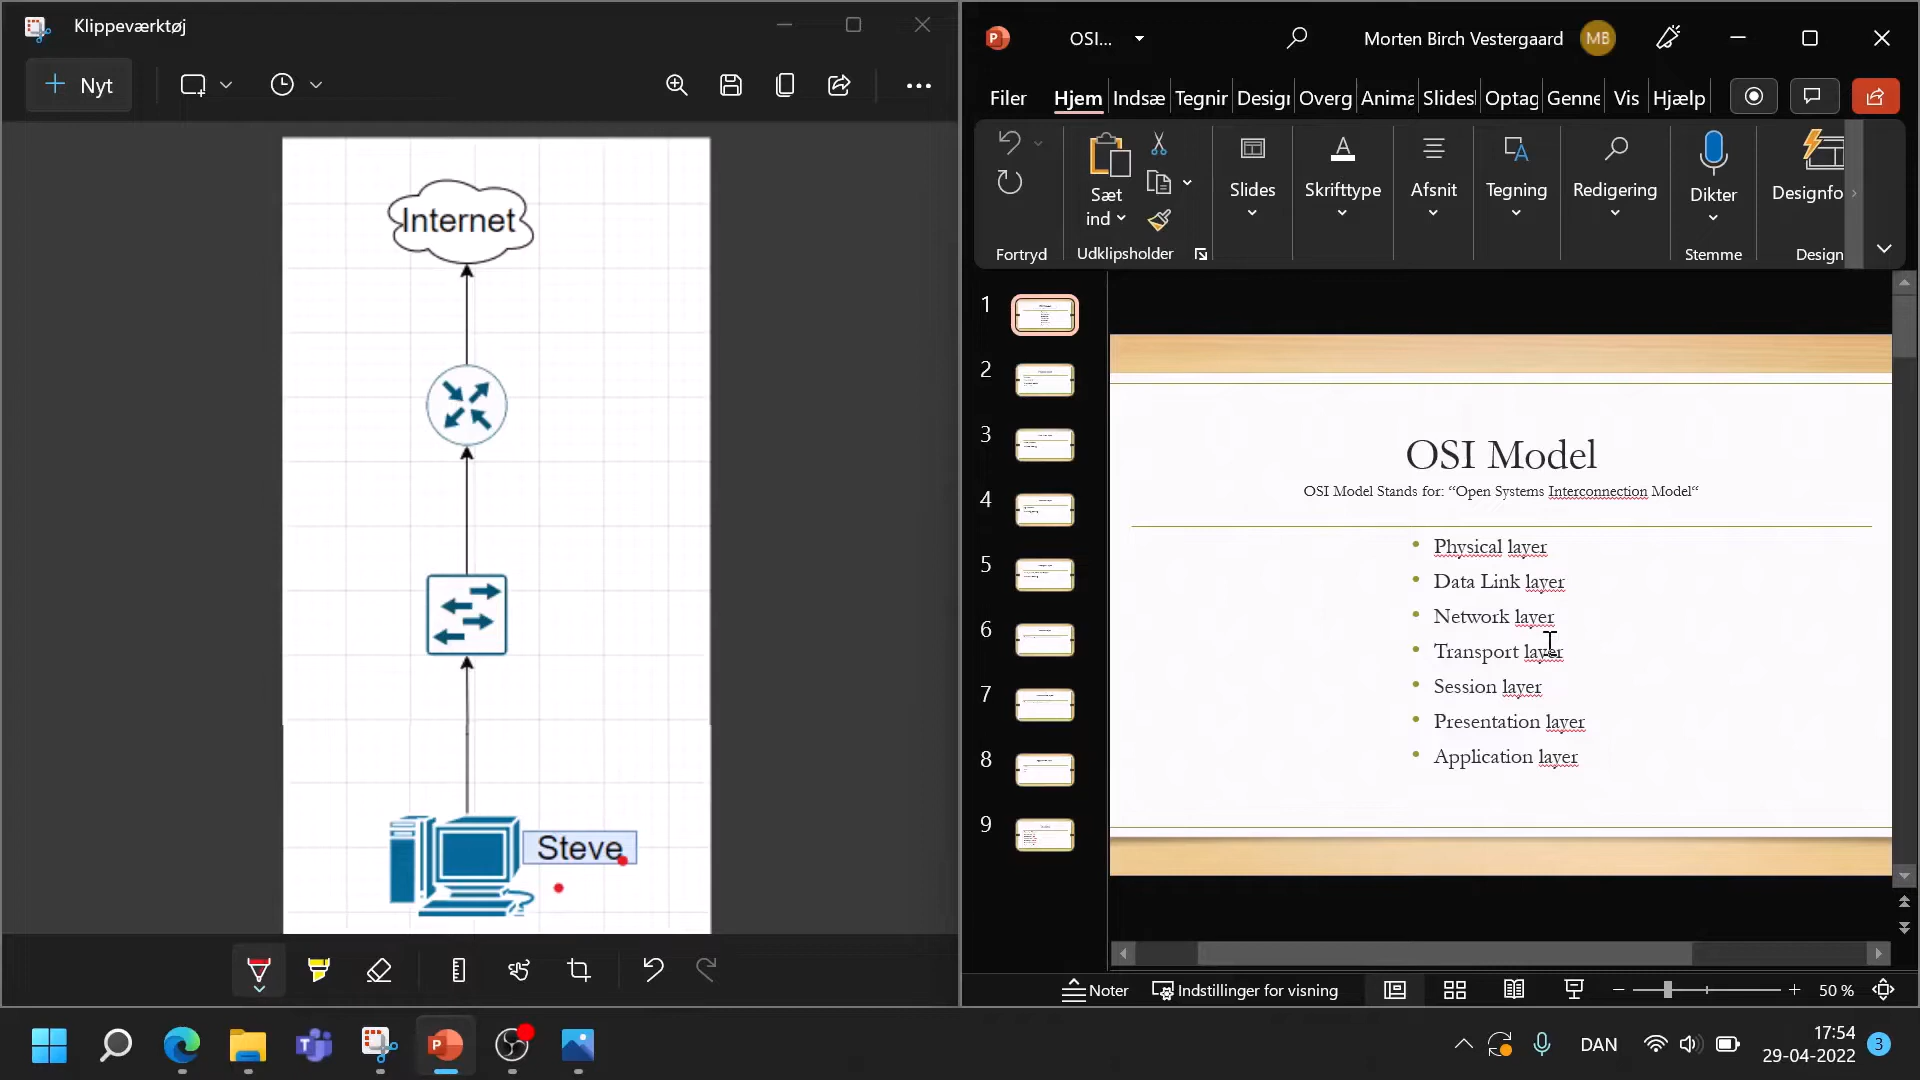 Klippeværktøj
Nyt
Internet
Steve
OSI...
Morten Birch Vestergaard
MB
Filer
Hjem
Indsæ
Tegnir
Desigı
Overg
Anima
Slidesl
Optag
Genne
Vis
Hjælp
Sæt
ind
Slides
Skrifttype
Afsnit
Tegning
Redigering
Dikter
Designfo
Fortryd
Udklipsholder
Stemme
Design
1
2
3
4
5
6
7
8
9
OSI Model
OSI Model Stands for: “Open Systems Interconnection Model“
• Physical layer
• Data Link layer
• Network layer
• Transport layer
• Session layer
• Presentation layer
• Application layer
Noter
Indstillinger for visning
50 %
DAN
17:54
29-04-2022
3